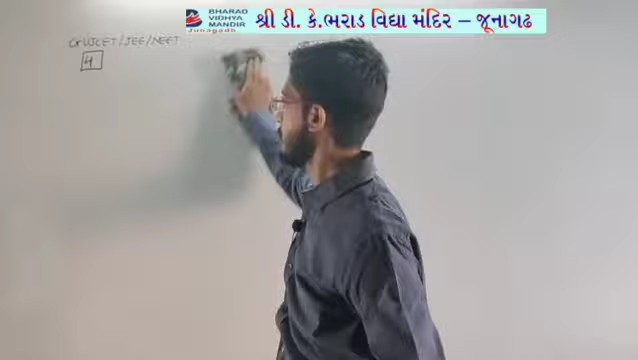 BHARAD
VIDHYA
MANDIR
Junagadh
શ્રી ડી. કે.ભરાડ વિદ્યા મંદિર – જૂનાગઢ
GUJCET/JEE/NEET
4